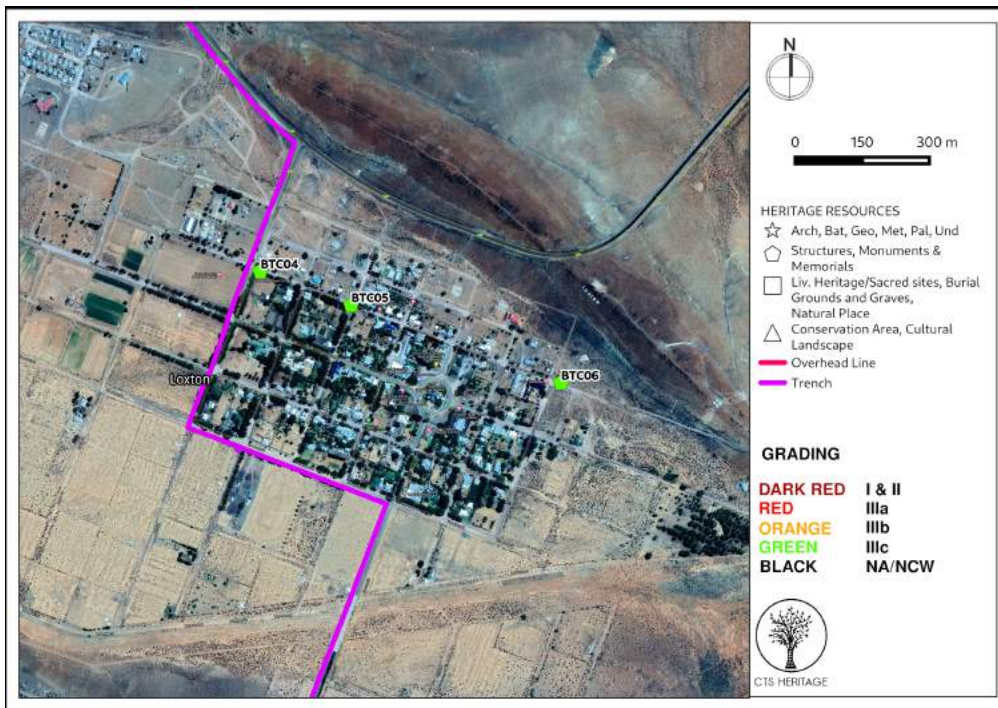 BTC04
BTC05
Loxton
BTC06
N
0 150 300 m
HERITAGE RESOURCES
Arch, Bat, Geo, Met, Pal, Und
Structures, Monuments &
Memorials
Liv. Heritage/Sacred sites, Burial
Grounds and Graves,
Natural Place
Conservation Area, Cultural
Landscape
Overhead Line
Trench
GRADING
DARK RED I & II
RED IIIa
ORANGE IIIb
GREEN IIIc
BLACK NA/NCW
CTS HERITAGE